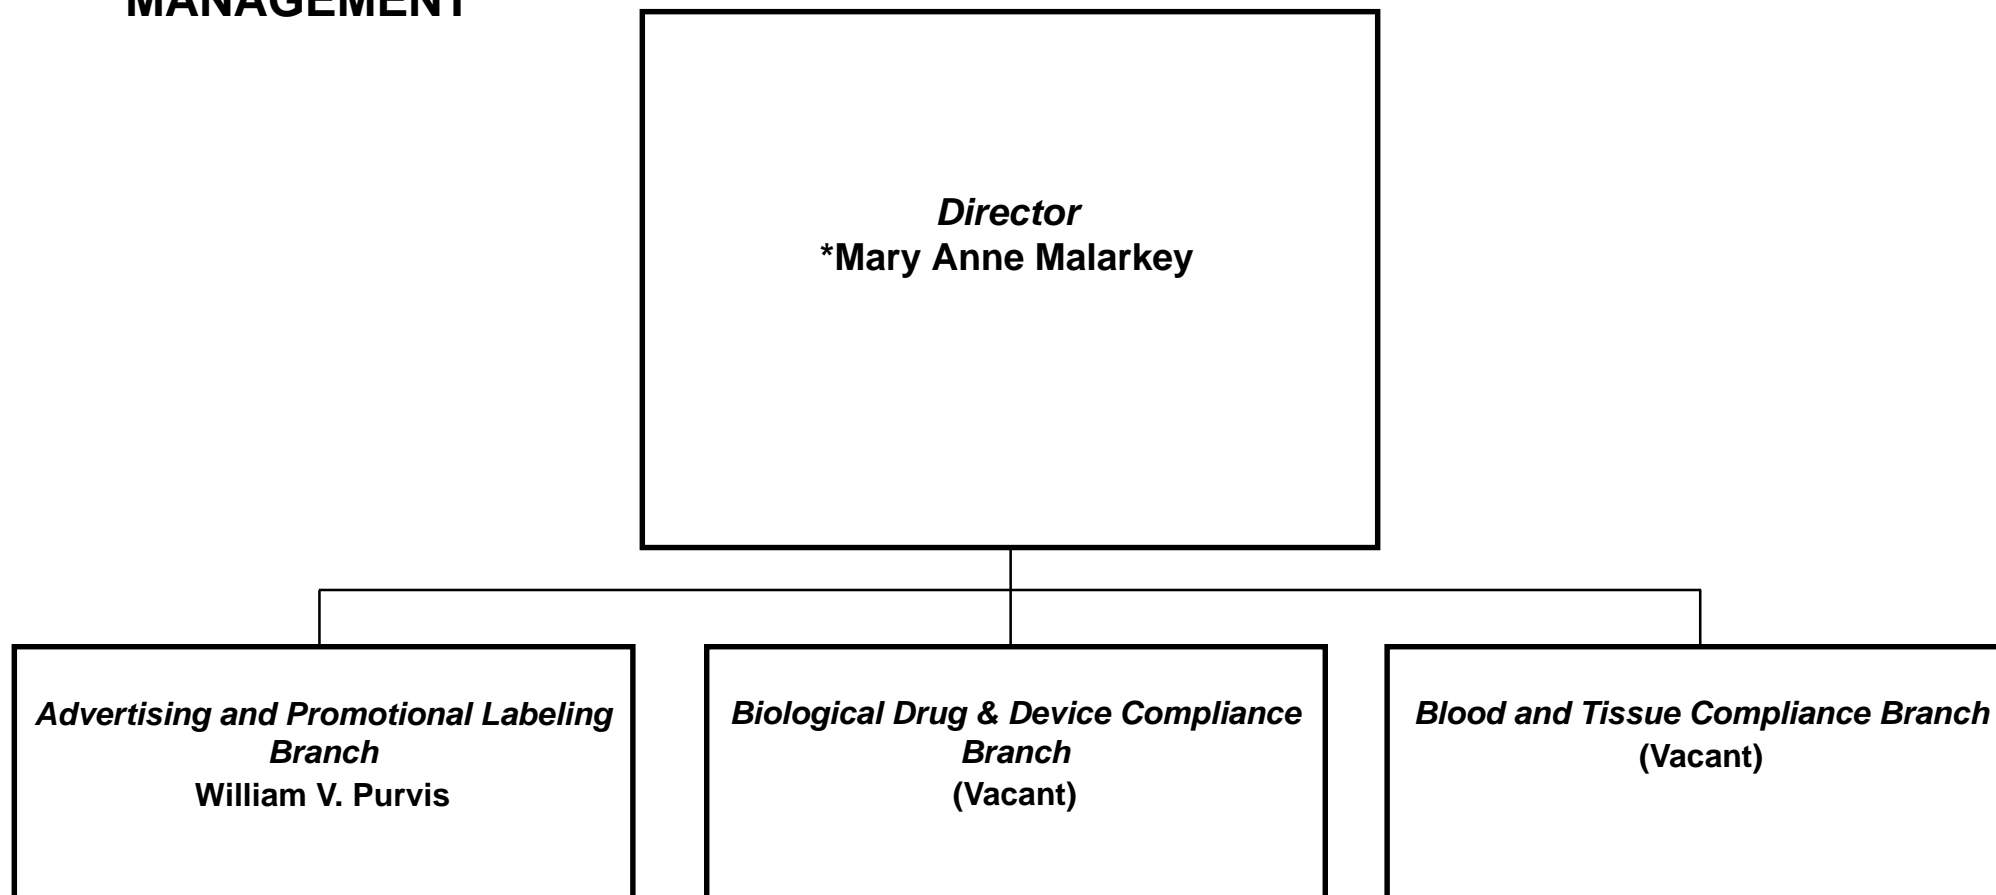 MANAGEMENT
Director
*Mary Anne Malarkey
Advertising and Promotional Labeling
Branch
William V. Purvis
Biological Drug & Device Compliance
Branch
(Vacant)
Blood and Tissue Compliance Branch
(Vacant)